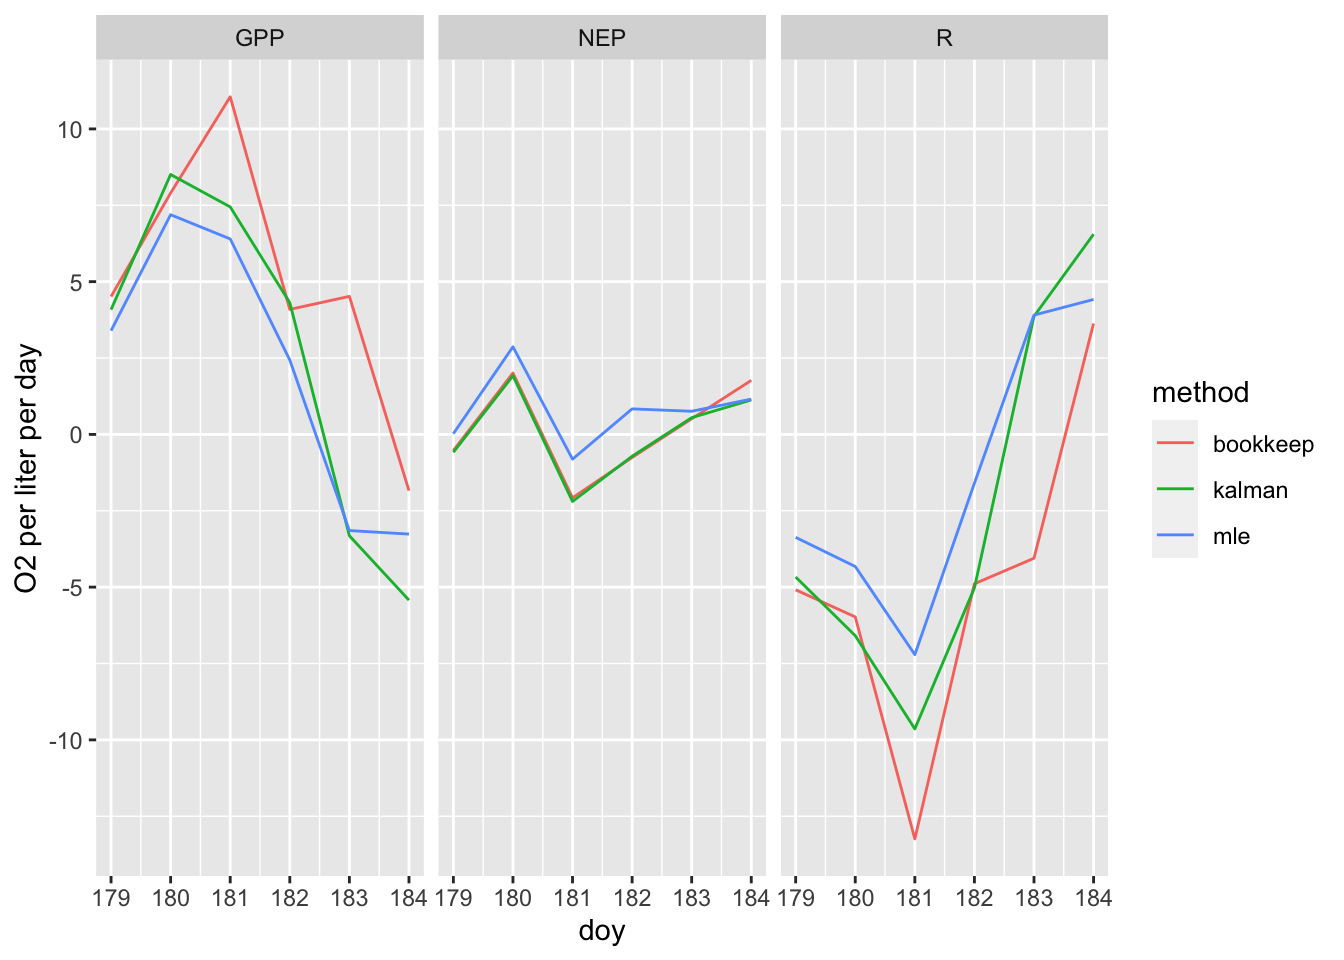 GPP NEP R
10
5
0
-5
-10
O2 per liter per day
179 180 181 182 183 184 179 180 181 182 183 184 179 180 181 182 183 184
doy
method
bookkeep
kalman
mle